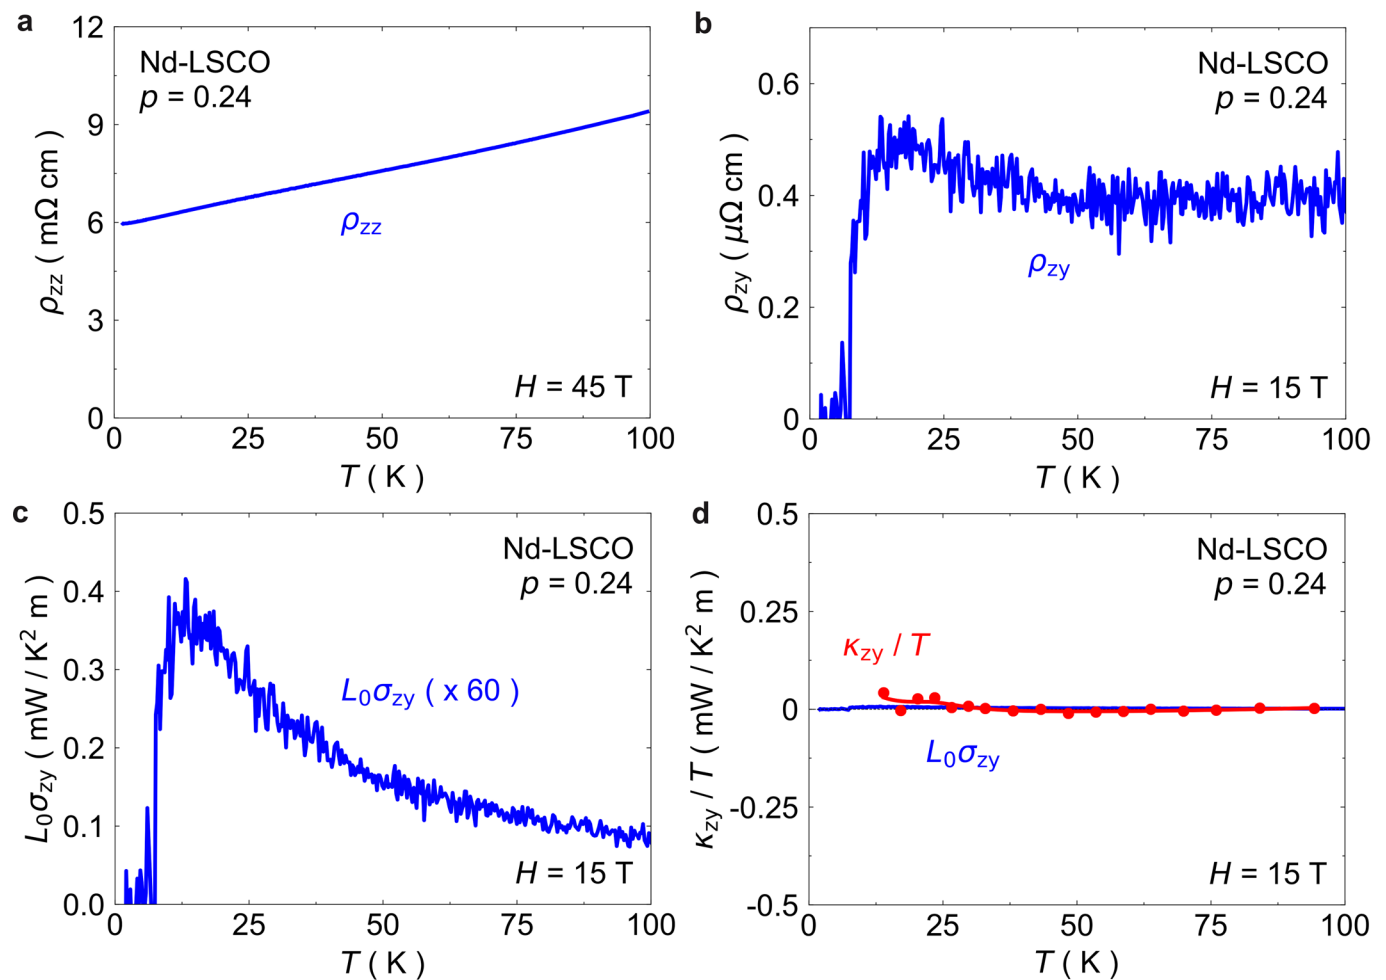 a
12
9
6
3
0
ρzz ( mΩ cm )
Nd-LSCO
p = 0.24
ρzz
H = 45 T
0 25 50 75 100
T ( K )
b
0.6
0.4
0.2
0
ρzy ( μΩ cm )
Nd-LSCO
p = 0.24
ρzy
H = 15 T
0 25 50 75 100
T ( K )
c
0.5
0.4
0.3
0.2
0.1
0.0
L0σzy ( mW / K² m )
Nd-LSCO
p = 0.24
L0σzy ( x 60 )
H = 15 T
0 25 50 75 100
T ( K )
d
0.5
0.25
0
-0.25
-0.5
κzy / T ( mW / K² m )
Nd-LSCO
p = 0.24
κzy / T
L0σzy
H = 15 T
0 25 50 75 100
T ( K )